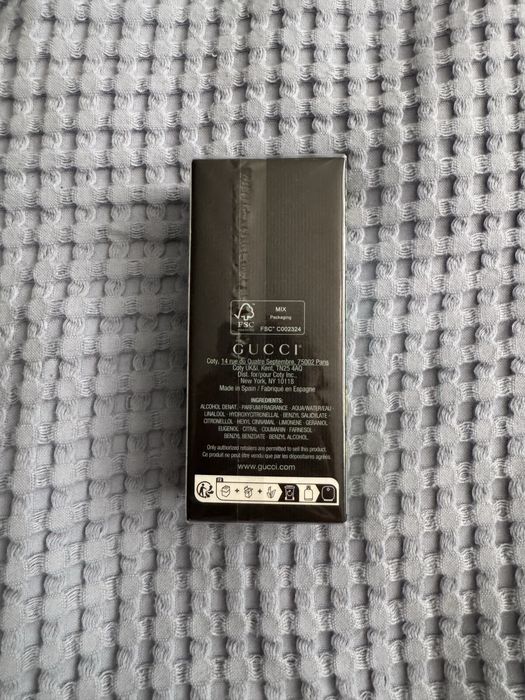 MIX
Packaging
FSC
FSC™ C002324
GUCCI
Coty, 14 rue du Quatre Septembre, 75002 Paris
Coty UK&I, Kent, TN25 4AQ
Dist. for/pour Coty Inc.
New York, NY 10118
Made in Spain / Fabriqué en Espagne
INGREDIENTS:
ALCOHOL DENAT. · PARFUM/FRAGRANCE · AQUA/WATER/EAU ·
LINALOOL · HYDROXYCITRONELLAL · BENZYL SALICYLATE ·
CITRONELLOL · HEXYL CINNAMAL · LIMONENE · GERANIOL
EUGENOL · CITRAL · COUMARIN · FARNESOL
BENZYL BENZOATE · BENZYL ALCOHOL.
Only authorized retailers are permitted to sell this product.
Ce produit ne peut être vendu que par les dépositaires agréés.
www.gucci.com
FR